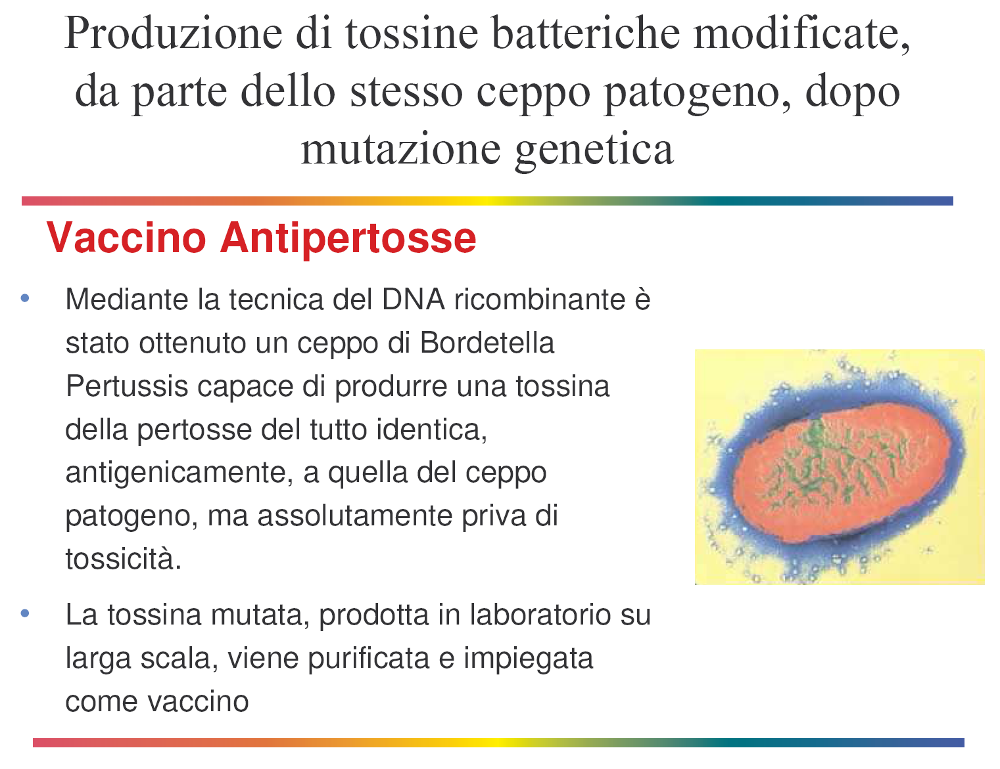 Produzione di tossine batteriche modificate,
da parte dello stesso ceppo patogeno, dopo
mutazione genetica
Vaccino Antipertosse
• Mediante la tecnica del DNA ricombinante è
stato ottenuto un ceppo di Bordetella
Pertussis capace di produrre una tossina
della pertosse del tutto identica,
antigenicamente, a quella del ceppo
patogeno, ma assolutamente priva di
tossicità.
• La tossina mutata, prodotta in laboratorio su
larga scala, viene purificata e impiegata
come vaccino